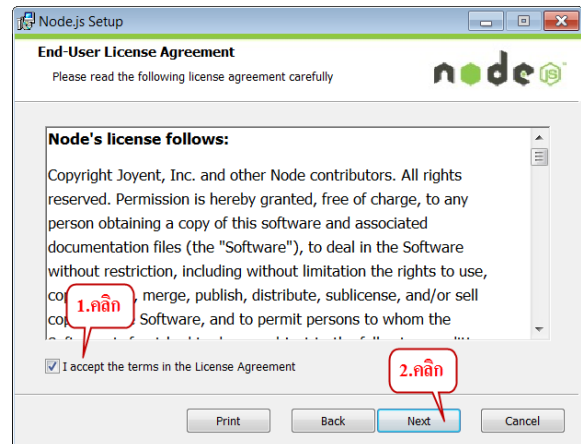 Node.js Setup
End-User License Agreement
Please read the following license agreement carefully
node JS
Node's license follows:
Copyright Joyent, Inc. and other Node contributors. All rights
reserved. Permission is hereby granted, free of charge, to any
person obtaining a copy of this software and associated
documentation files (the "Software"), to deal in the Software
without restriction, including without limitation the rights to use,
merge, publish, distribute, sublicense, and/or sell
Software, and to permit persons to whom the
1.คลิก
I accept the terms in the License Agreement
2.คลิก
Print
Back
Next
Cancel